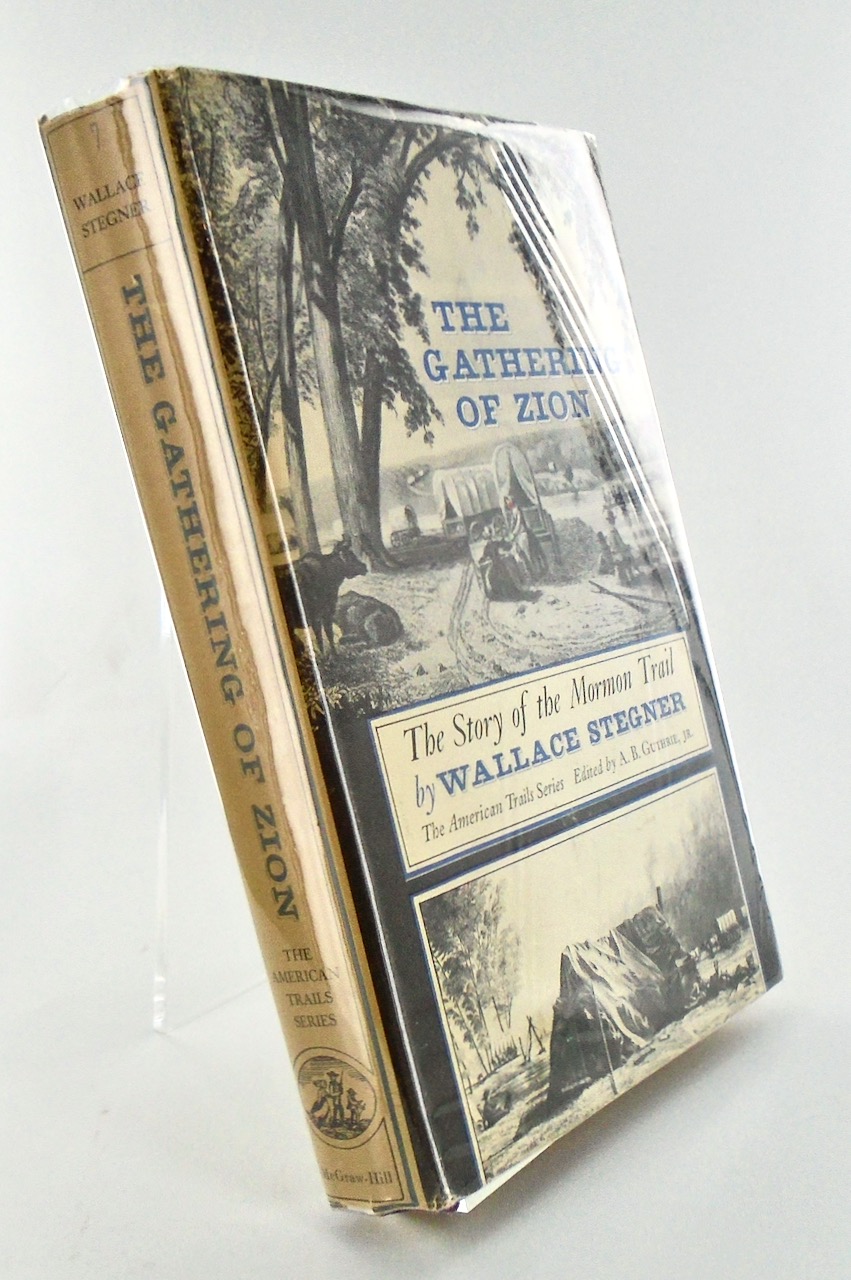 7
WALLACE
STEGNER
THE GATHERING OF ZION
THE
AMERICAN
TRAILS
SERIES
McGraw-Hill
THE
GATHERING
OF ZION
The Story of the Mormon Trail
by WALLACE STEGNER
The American Trails Series Edited by A. B. GUTHRIE, JR.